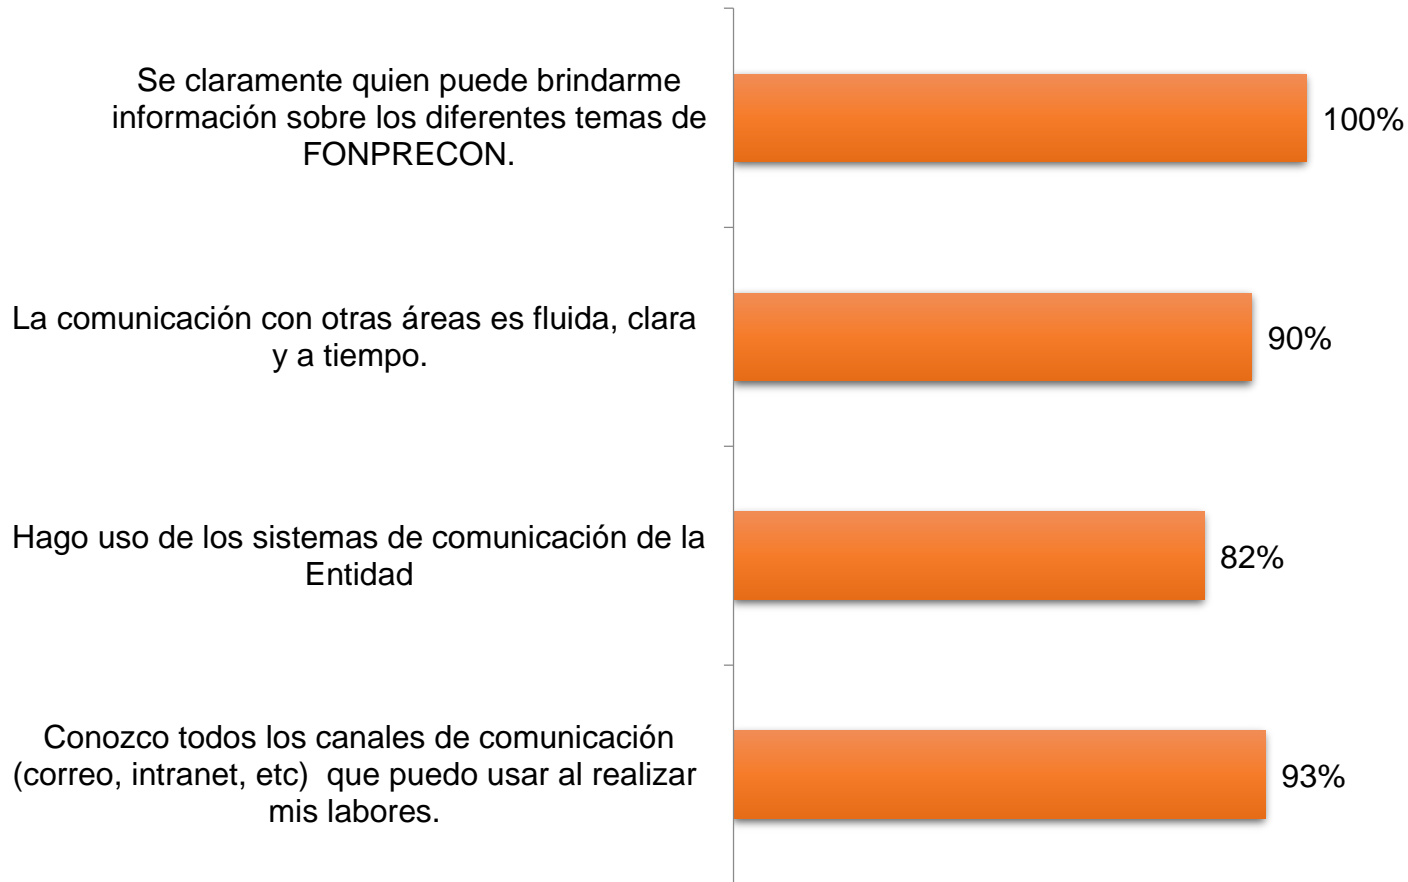 Se claramente quien puede brindarme
información sobre los diferentes temas de
FONPRECON.
100%
La comunicación con otras áreas es fluida, clara
y a tiempo.
90%
Hago uso de los sistemas de comunicación de la
Entidad
82%
Conozco todos los canales de comunicación
(correo, intranet, etc)  que puedo usar al realizar
mis labores.
93%